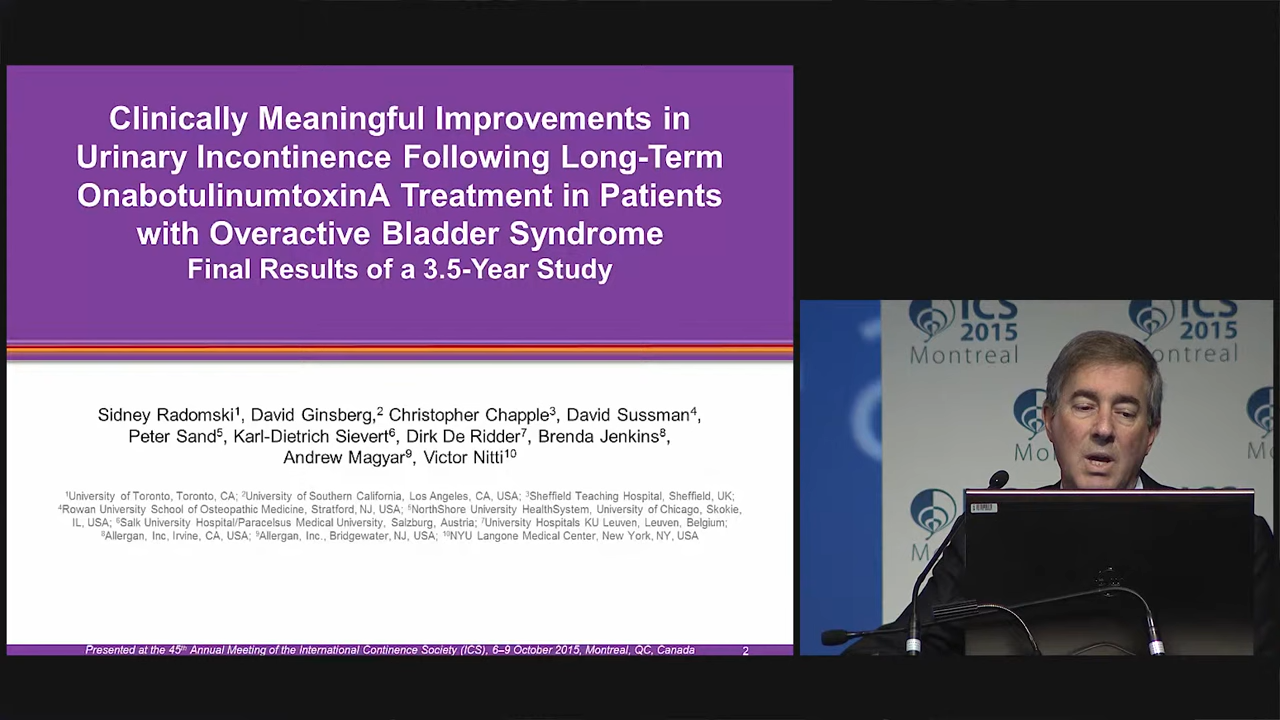 Clinically Meaningful Improvements in
Urinary Incontinence Following Long-Term
OnabotulinumtoxinA Treatment in Patients
with Overactive Bladder Syndrome
Final Results of a 3.5-Year Study
Sidney Radomski¹, David Ginsberg,² Christopher Chapple³, David Sussman⁴,
Peter Sand⁵, Karl-Dietrich Sievert⁶, Dirk De Ridder⁷, Brenda Jenkins⁸,
Andrew Magyar⁹, Victor Nitti¹⁰
¹University of Toronto, Toronto, CA; ²University of Southern California, Los Angeles, CA, USA; ³Sheffield Teaching Hospital, Sheffield, UK;
⁴Rowan University School of Osteopathic Medicine, Stratford, NJ, USA; ⁵NorthShore University HealthSystem, University of Chicago, Skokie,
IL, USA; ⁶Salk University Hospital/Paracelsus Medical University, Salzburg, Austria; ⁷University Hospitals KU Leuven, Leuven, Belgium;
⁸Allergan, Inc, Irvine, CA, USA; ⁹Allergan, Inc., Bridgewater, NJ, USA; ¹⁰NYU Langone Medical Center, New York, NY, USA
Presented at the 45th Annual Meeting of the International Continence Society (ICS), 6–9 October 2015, Montreal, QC, Canada 2
ICS
2015
Montreal
ICS
2015
Montreal